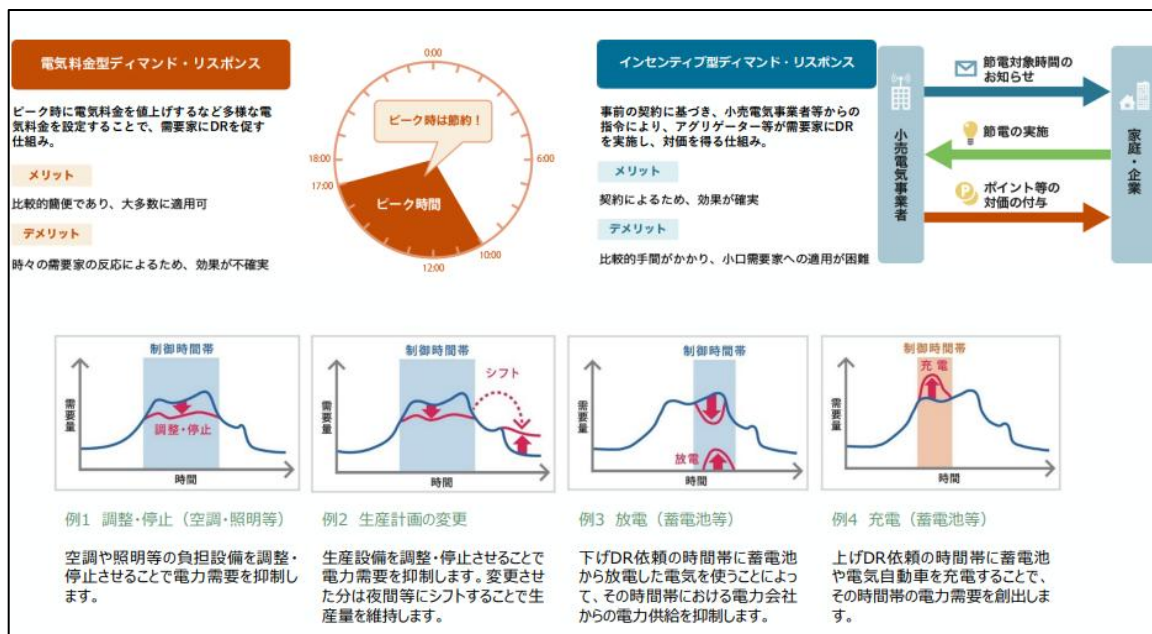 電気料金型ディマンド・リスポンス
ピーク時に電気料金を値上げするなど多様な電
気料金を設定することで、需要家にDRを促す
仕組み。
メリット
比較的簡便であり、大多数に適用可
デメリット
時々の需要家の反応によるため、効果が不確実
0:00
6:00
10:00
12:00
17:00
18:00
ピーク時は節約！
ピーク時間
インセンティブ型ディマンド・リスポンス
事前の契約に基づき、小売電気事業者等からの
指令により、アグリゲーター等が需要家にDR
を実施し、対価を得る仕組み。
メリット
契約によるため、効果が確実
デメリット
比較的手間がかかり、小口需要家への適用が困難
小売電気事業者
節電対象時間の
お知らせ
節電の実施
P
ポイント等の
対価の付与
家庭・企業
制御時間帯
需要量
調整・停止
時間
例1 調整・停止（空調・照明等）
空調や照明等の負担設備を調整・
停止させることで電力需要を抑制し
ます。
制御時間帯
シフト
需要量
時間
例2 生産計画の変更
生産設備を調整・停止させることで
電力需要を抑制します。変更させ
た分は夜間等にシフトすることで生
産量を維持します。
制御時間帯
需要量
放電
時間
例3 放電（蓄電池等）
下げDR依頼の時間帯に蓄電池
から放電した電気を使うことによっ
て、その時間帯における電力会社
からの電力供給を抑制します。
制御時間帯
充電
需要量
時間
例4 充電（蓄電池等）
上げDR依頼の時間帯に蓄電池
や電気自動車を充電することで、
その時間帯の電力需要を創出しま
す。